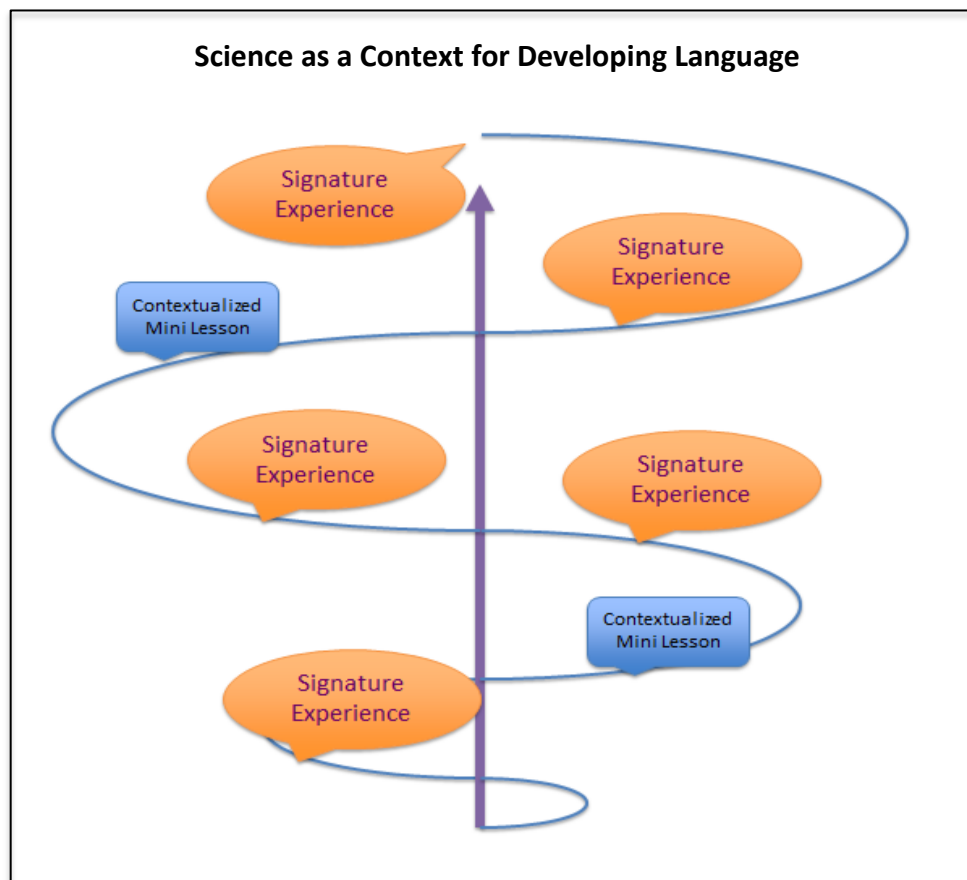 Science as a Context for Developing Language
Signature
Experience
Signature
Experience
Contextualized
Mini Lesson
Signature
Experience
Signature
Experience
Contextualized
Mini Lesson
Signature
Experience